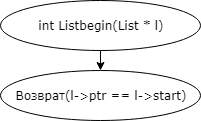 int Listbegin(List * l)
Возврат(l->ptr == l->start)